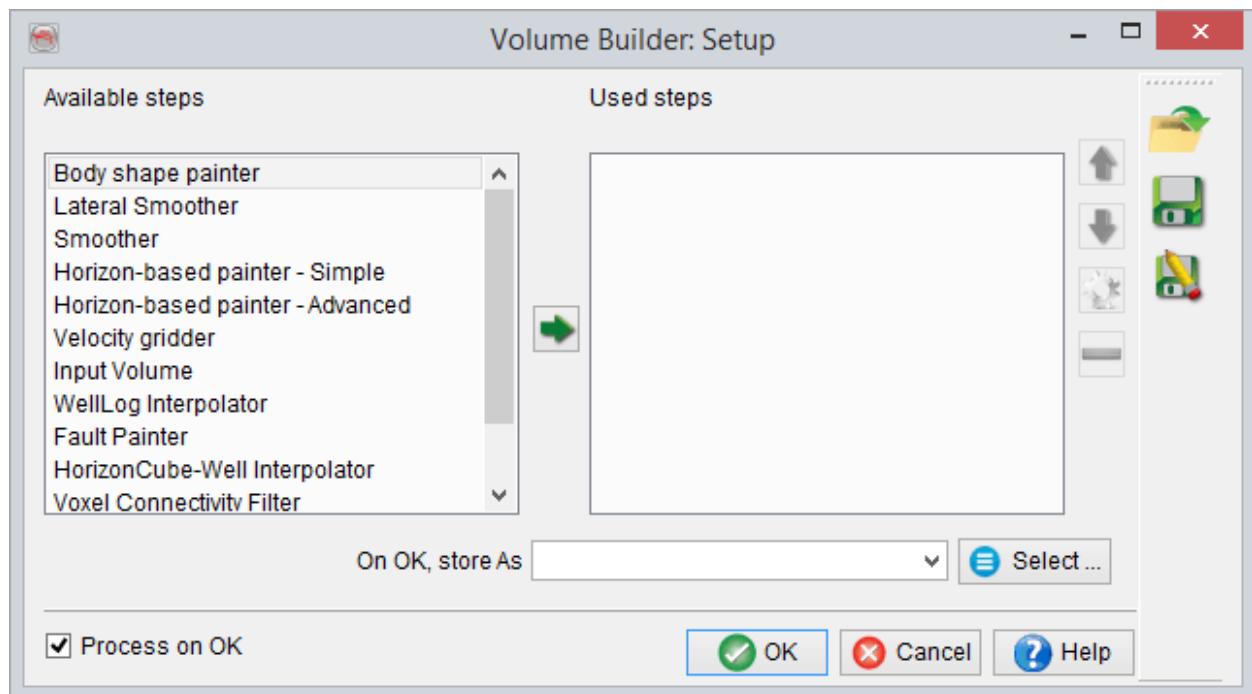 Volume Builder: Setup
Available steps
Used steps
Body shape painter
Lateral Smoother
Smoother
Horizon-based painter - Simple
Horizon-based painter - Advanced
Velocity gridder
Input Volume
WellLog Interpolator
Fault Painter
HorizonCube-Well Interpolator
Voxel Connectivity Filter
On OK, store As
Select ...
Process on OK
OK
Cancel
Help